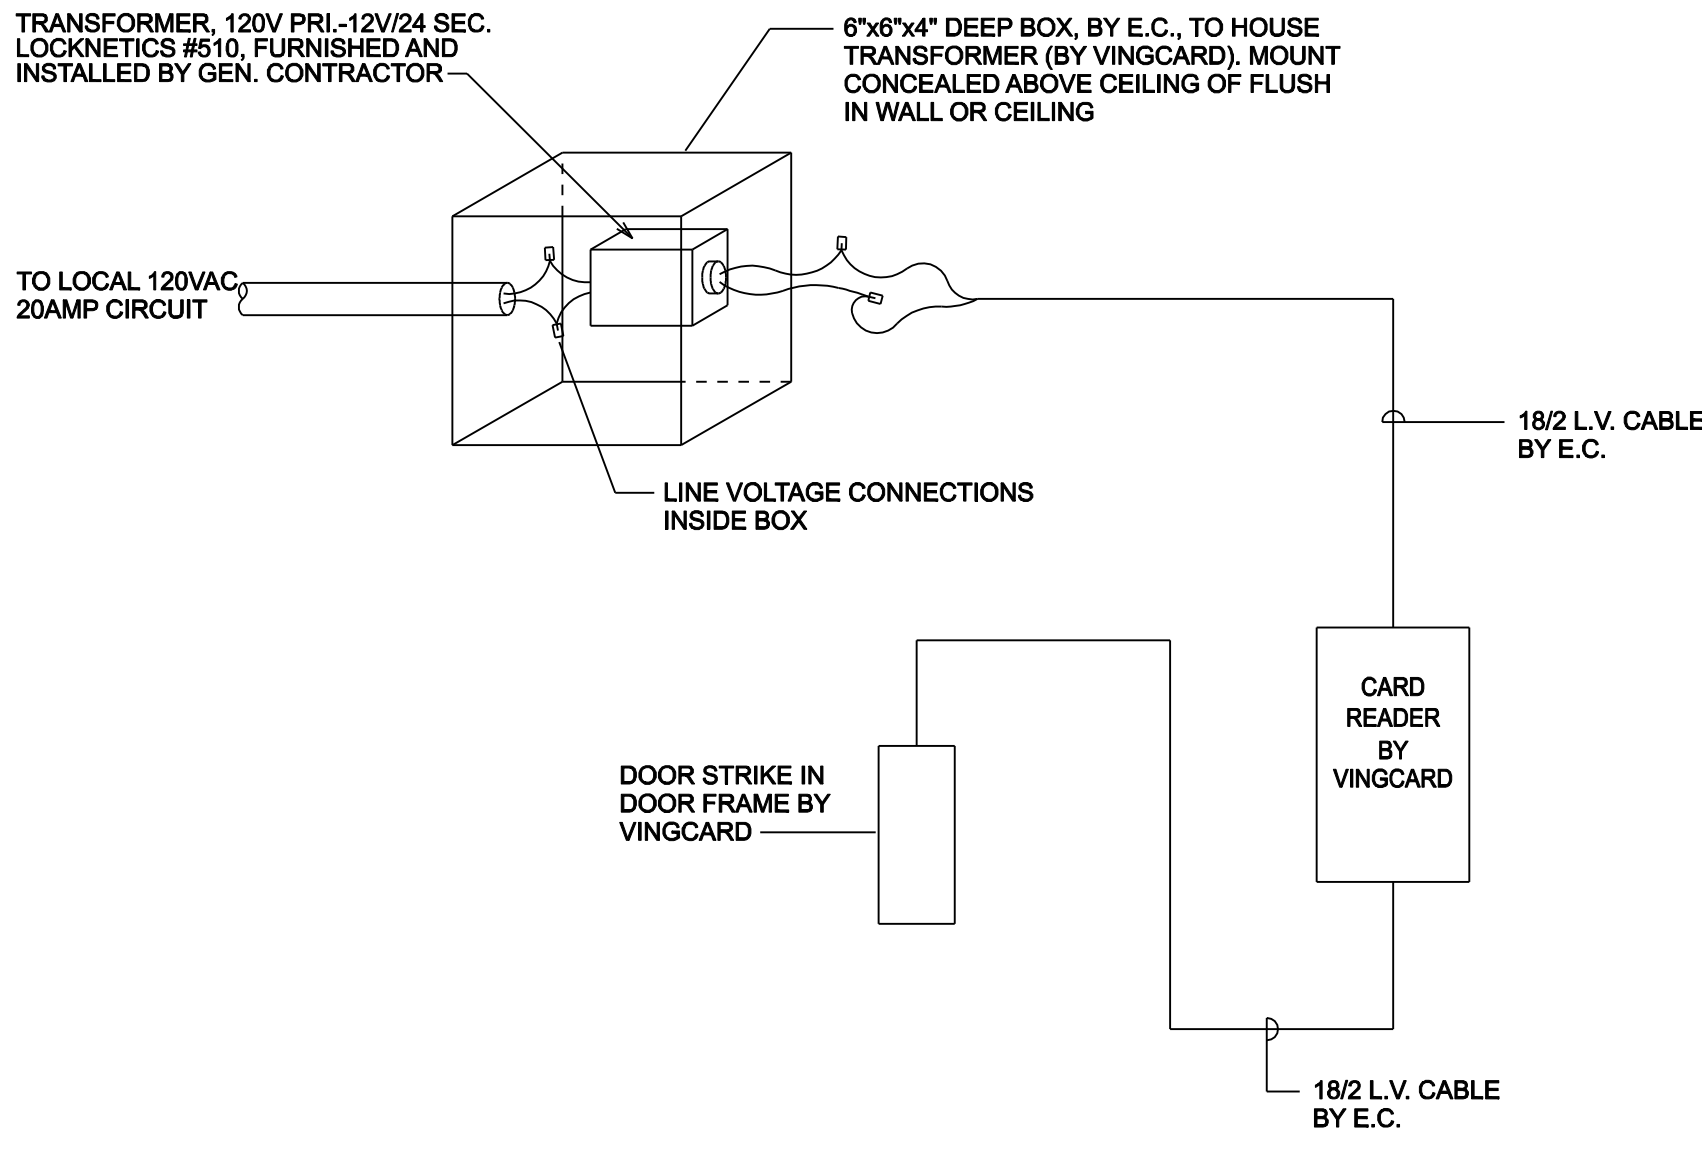 TRANSFORMER, 120V PRI.-12V/24 SEC.
LOCKNETICS #510, FURNISHED AND
INSTALLED BY GEN. CONTRACTOR
6"x6"x4" DEEP BOX, BY E.C., TO HOUSE
TRANSFORMER (BY VINGCARD). MOUNT
CONCEALED ABOVE CEILING OF FLUSH
IN WALL OR CEILING
TO LOCAL 120VAC
20AMP CIRCUIT
18/2 L.V. CABLE
BY E.C.
LINE VOLTAGE CONNECTIONS
INSIDE BOX
CARD
READER
BY
VINGCARD
DOOR STRIKE IN
DOOR FRAME BY
VINGCARD
18/2 L.V. CABLE
BY E.C.